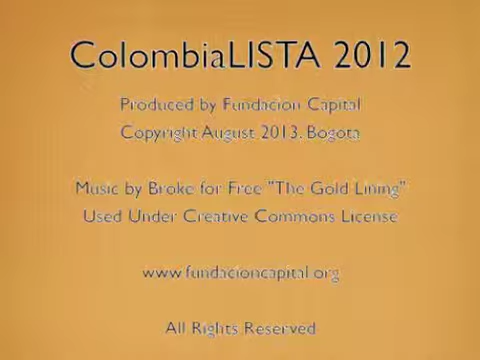 ColombiaLISTA 2012
Produced by Fundacion Capital
Copyright August 2013. Bogota
Music by Broke for Free "The Gold Lining"
Used Under Creative Commons License
www.fundacioncapital.org
All Rights Reserved